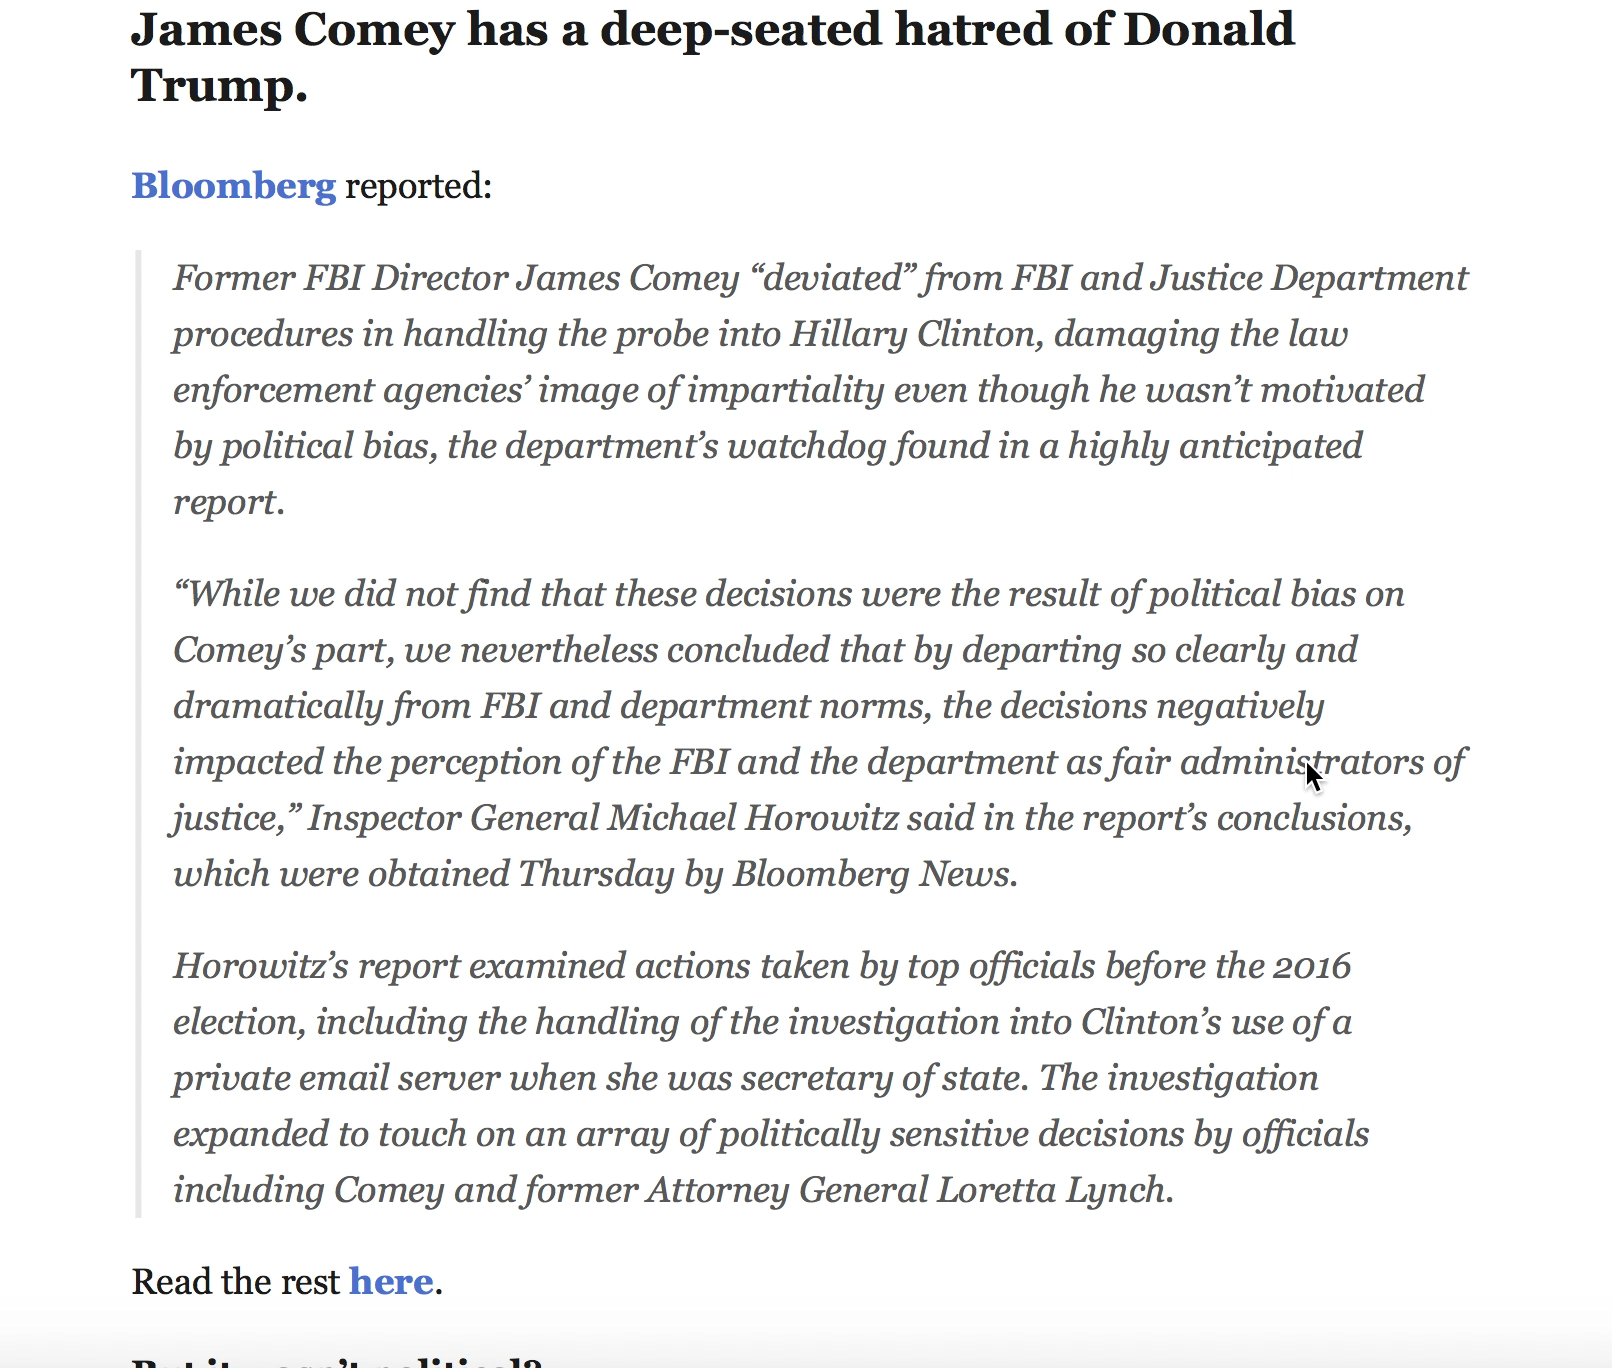 James Comey has a deep-seated hatred of Donald
Trump.
Bloomberg reported:
Former FBI Director James Comey “deviated” from FBI and Justice Department
procedures in handling the probe into Hillary Clinton, damaging the law
enforcement agencies’ image of impartiality even though he wasn’t motivated
by political bias, the department’s watchdog found in a highly anticipated
report.
“While we did not find that these decisions were the result of political bias on
Comey’s part, we nevertheless concluded that by departing so clearly and
dramatically from FBI and department norms, the decisions negatively
impacted the perception of the FBI and the department as fair administrators of
justice,” Inspector General Michael Horowitz said in the report’s conclusions,
which were obtained Thursday by Bloomberg News.
Horowitz’s report examined actions taken by top officials before the 2016
election, including the handling of the investigation into Clinton’s use of a
private email server when she was secretary of state. The investigation
expanded to touch on an array of politically sensitive decisions by officials
including Comey and former Attorney General Loretta Lynch.
Read the rest here.
But it wasn’t political?